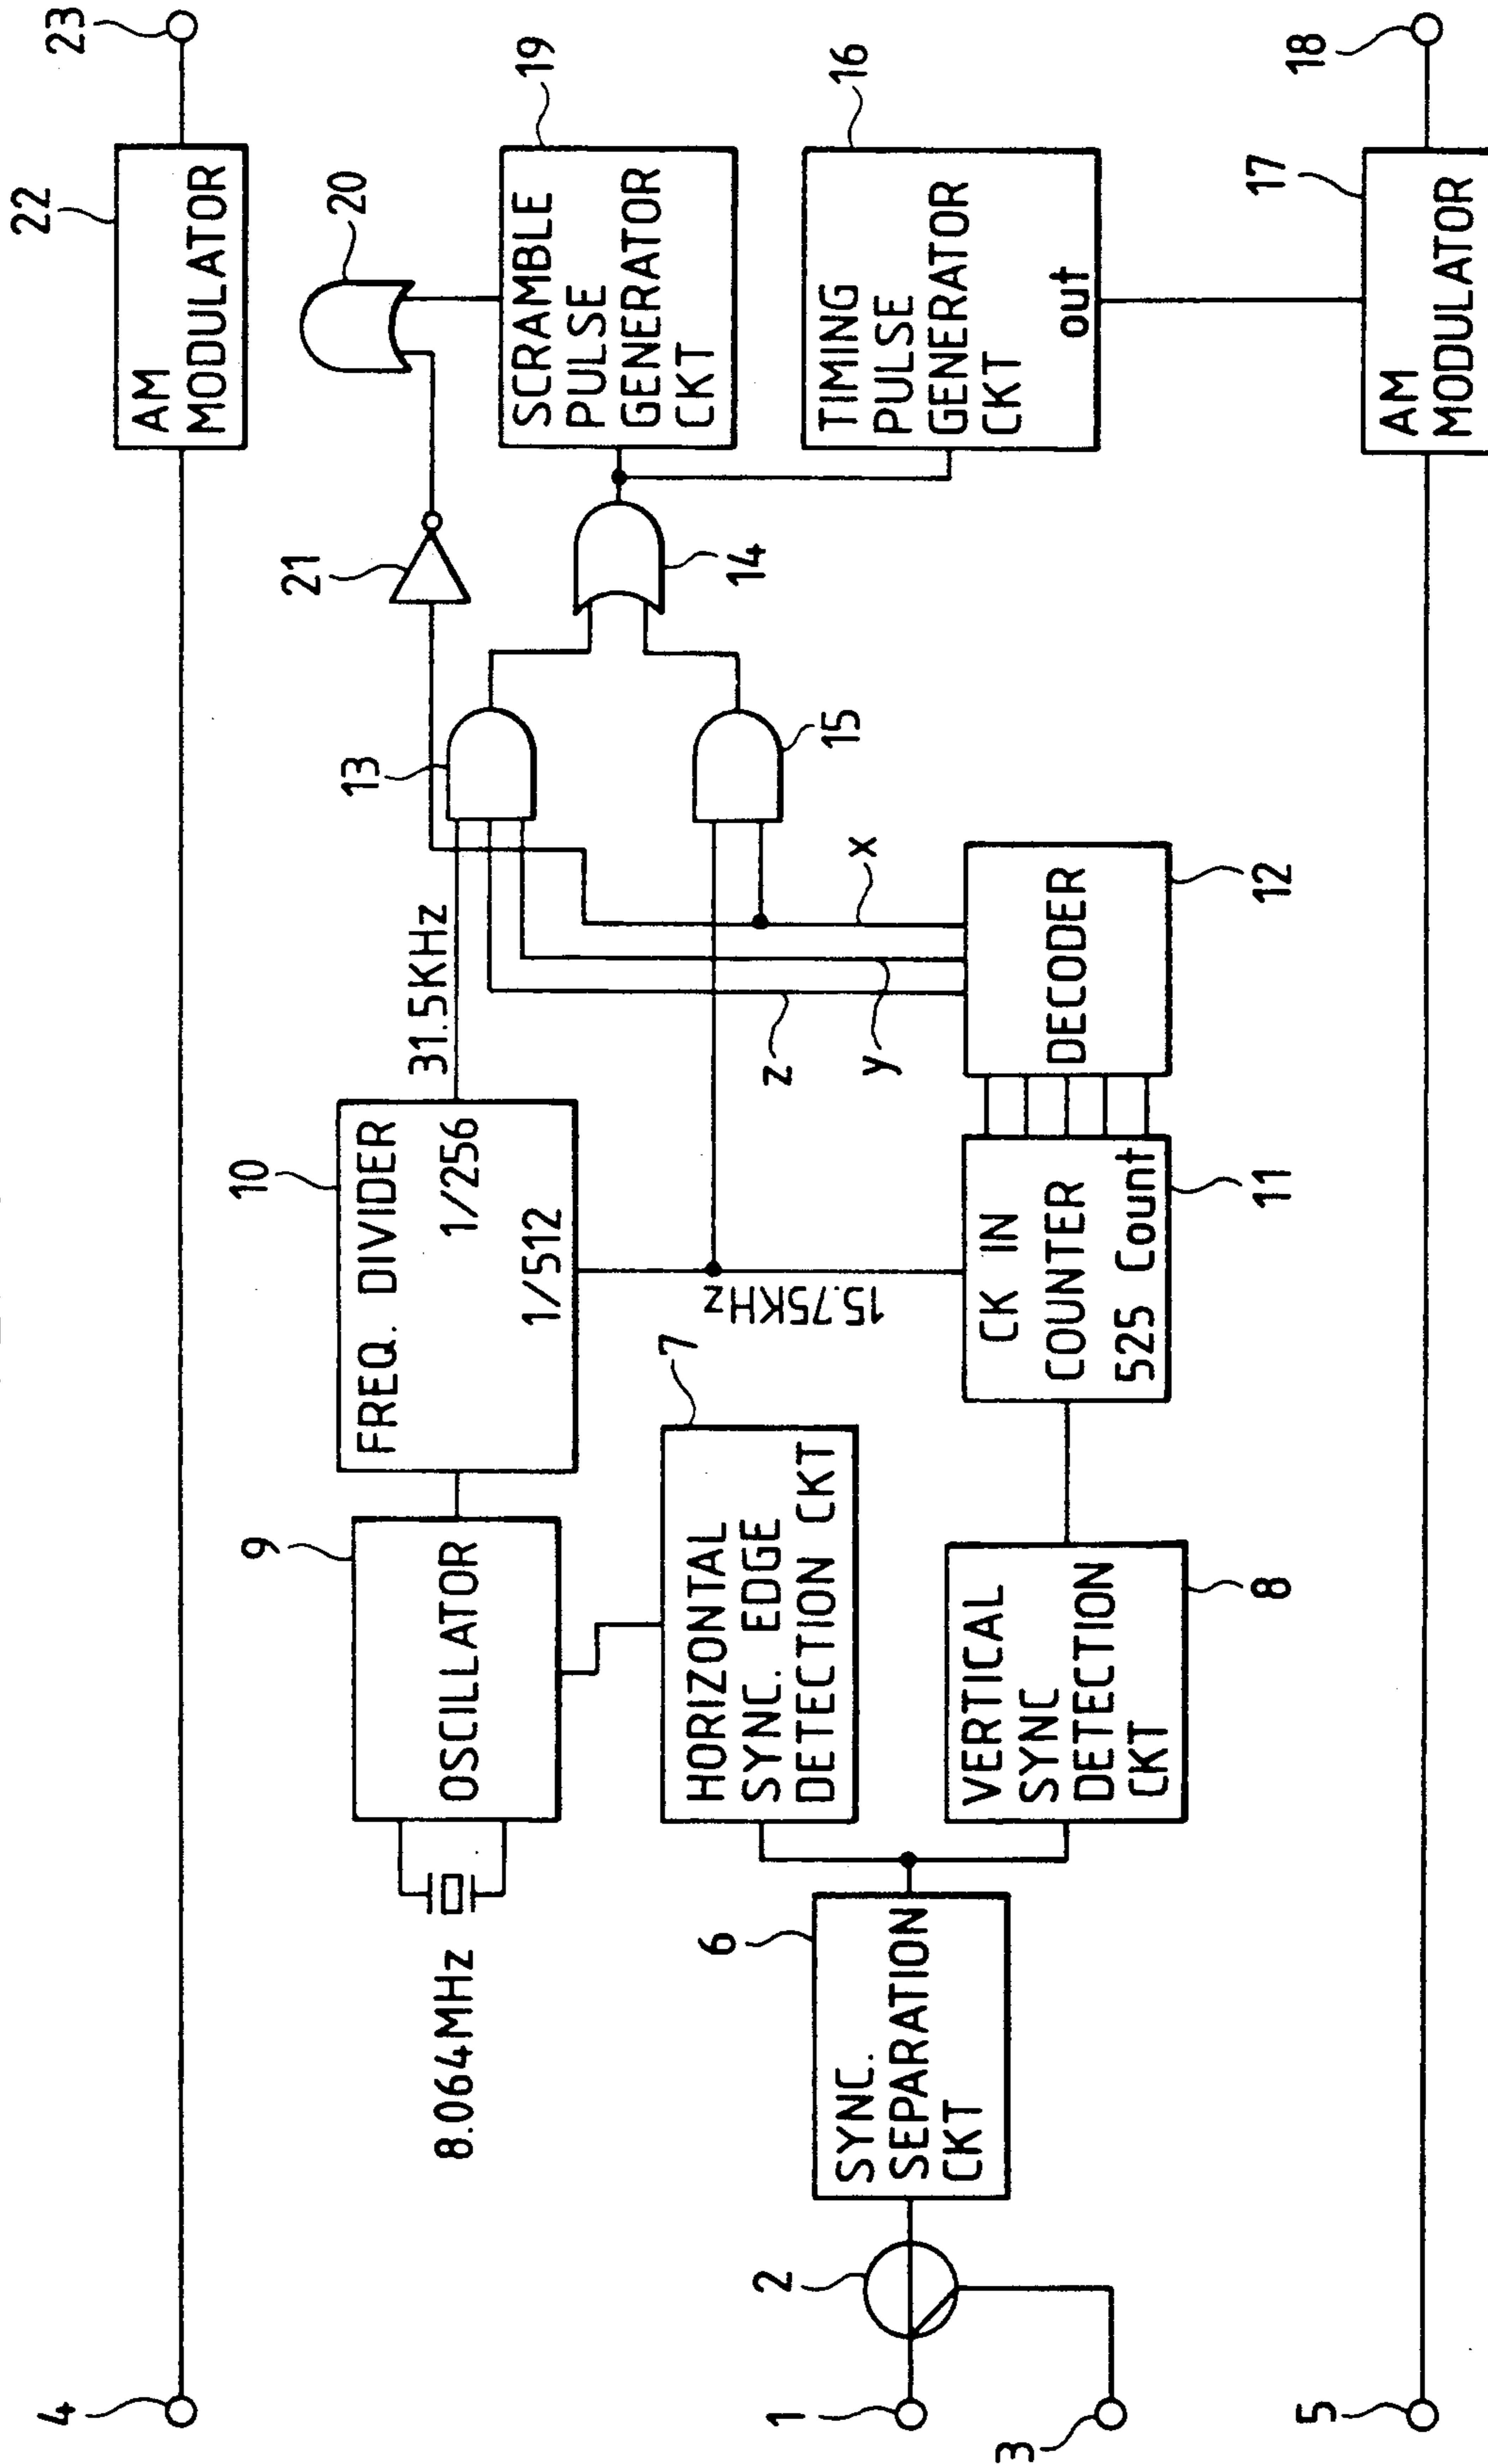 4
22
AM
MODULATOR
23
8.064MHz
9
OSCILLATOR
10
FREQ. DIVIDER
1/256
1/512
31.5KHz
21
20
13
19
SCRAMBLE
PULSE
GENERATOR
CKT
14
15
16
TIMING
PULSE
GENERATOR
CKT
out
7
HORIZONTAL
SYNC. EDGE
DETECTION CKT
15.75KHz
1
2
3
6
SYNC.
SEPARATION
CKT
VERTICAL
SYNC
DETECTION
CKT
8
CK IN
COUNTER
525 Count
11
z
y
x
DECODER
12
5
17
AM
MODULATOR
18